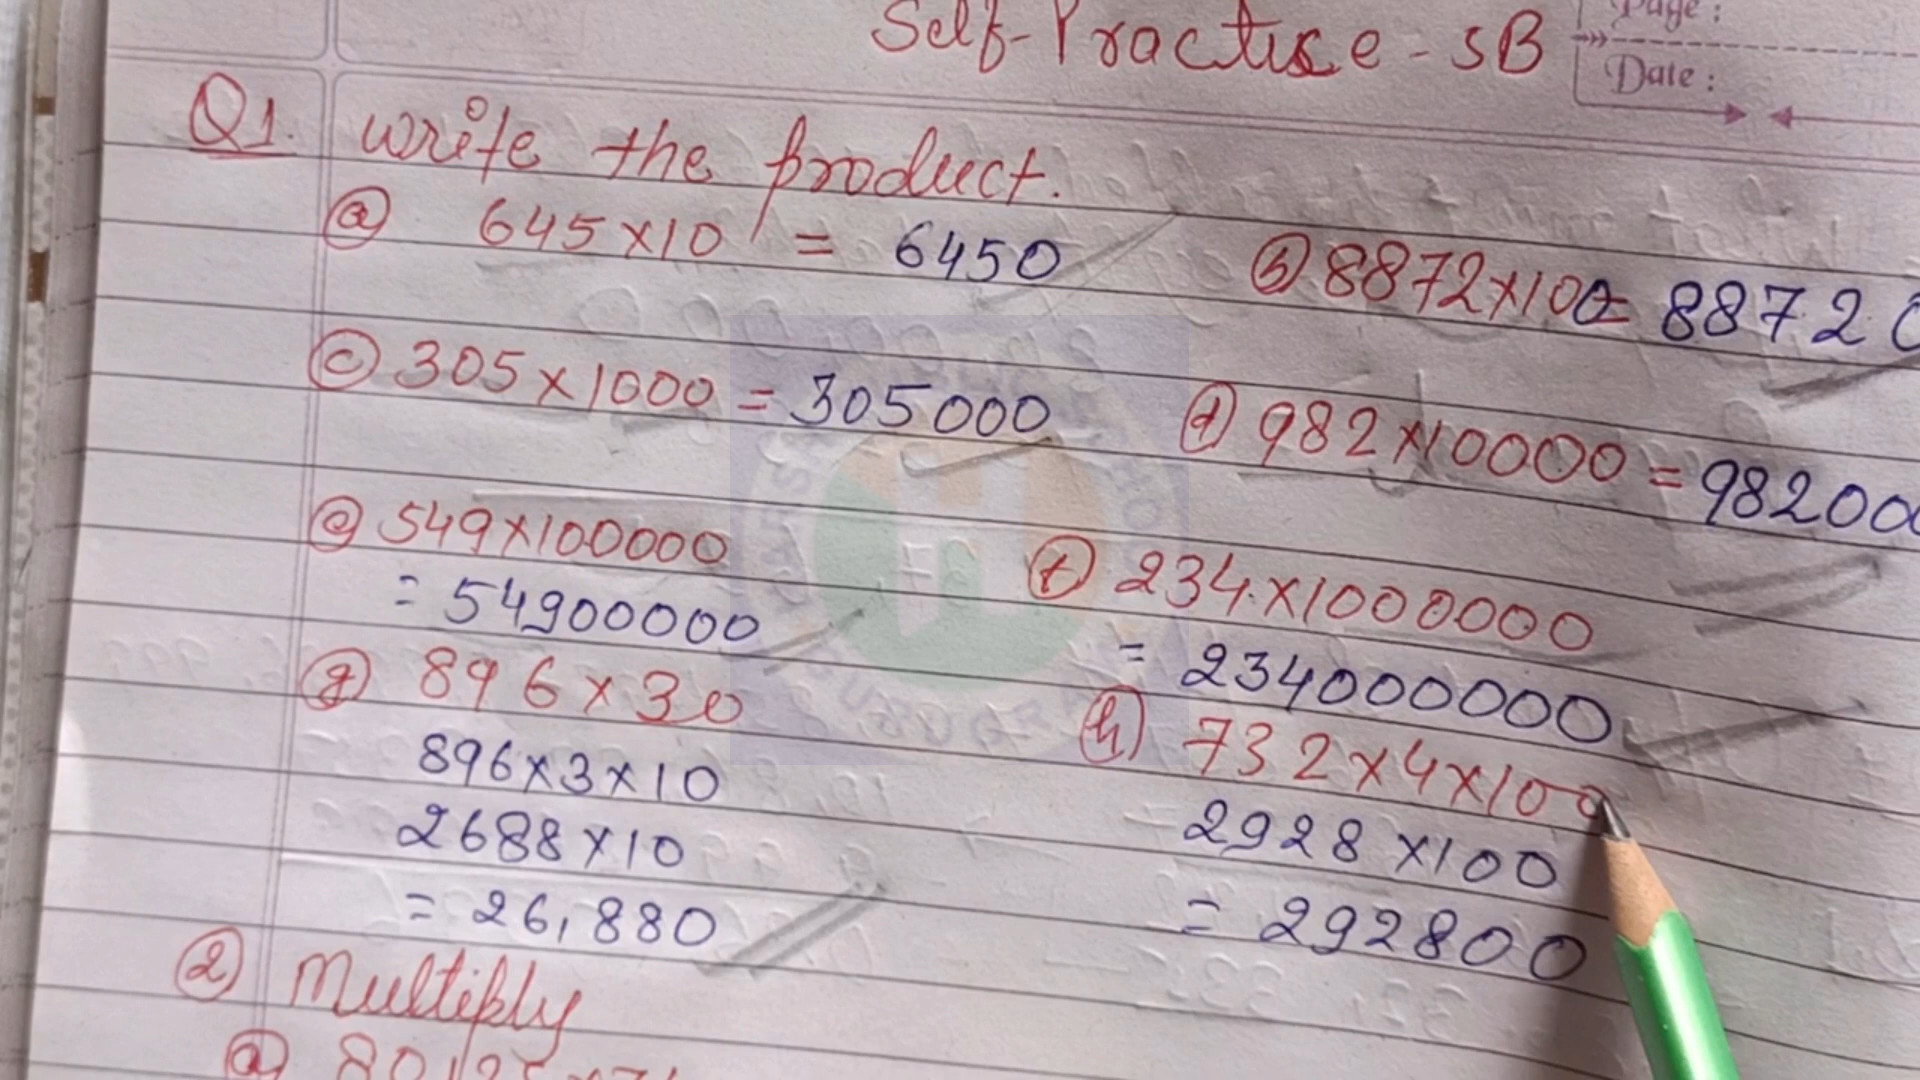 Self-Practice-5B
Page:
Date:
Q1. Write the product.
(a) 645×10 = 6450
(b) 8872×100= 88720
(c) 305×1000 = 305000
(d) 982×10000 = 98200
(e) 549×100000
= 54900000
(f) 234×1000000
= 234000000
(g) 896×30
896×3×10
2688×10
= 26,880
(h) 732×4×100
2928×100
= 292800
(2) Multiply
(a)